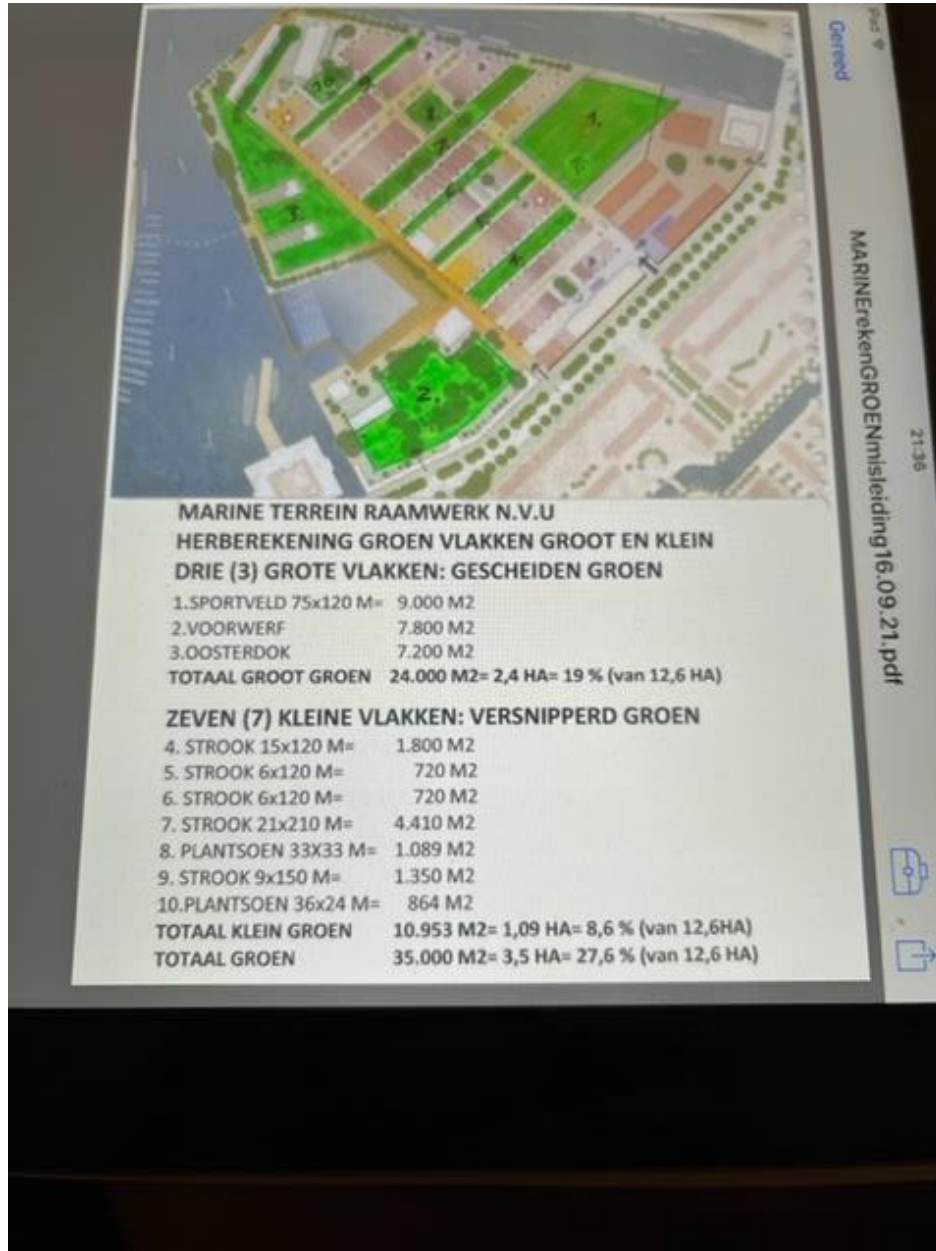 iPad
21:36
Gereed
MARINErekenGROENmisleiding16.09.21.pdf
1.
2.
3.
MARINE TERREIN RAAMWERK N.V.U
HERBEREKENING GROEN VLAKKEN GROOT EN KLEIN
DRIE (3) GROTE VLAKKEN: GESCHEIDEN GROEN
1.SPORTVELD 75x120 M= 9.000 M2
2.VOORWERF 7.800 M2
3.OOSTERDOK 7.200 M2
TOTAAL GROOT GROEN 24.000 M2= 2,4 HA= 19 % (van 12,6 HA)
ZEVEN (7) KLEINE VLAKKEN: VERSNIPPERD GROEN
4. STROOK 15x120 M= 1.800 M2
5. STROOK 6x120 M= 720 M2
6. STROOK 6x120 M= 720 M2
7. STROOK 21x210 M= 4.410 M2
8. PLANTSOEN 33X33 M= 1.089 M2
9. STROOK 9x150 M= 1.350 M2
10.PLANTSOEN 36x24 M= 864 M2
TOTAAL KLEIN GROEN 10.953 M2= 1,09 HA= 8,6 % (van 12,6HA)
TOTAAL GROEN 35.000 M2= 3,5 HA= 27,6 % (van 12,6 HA)